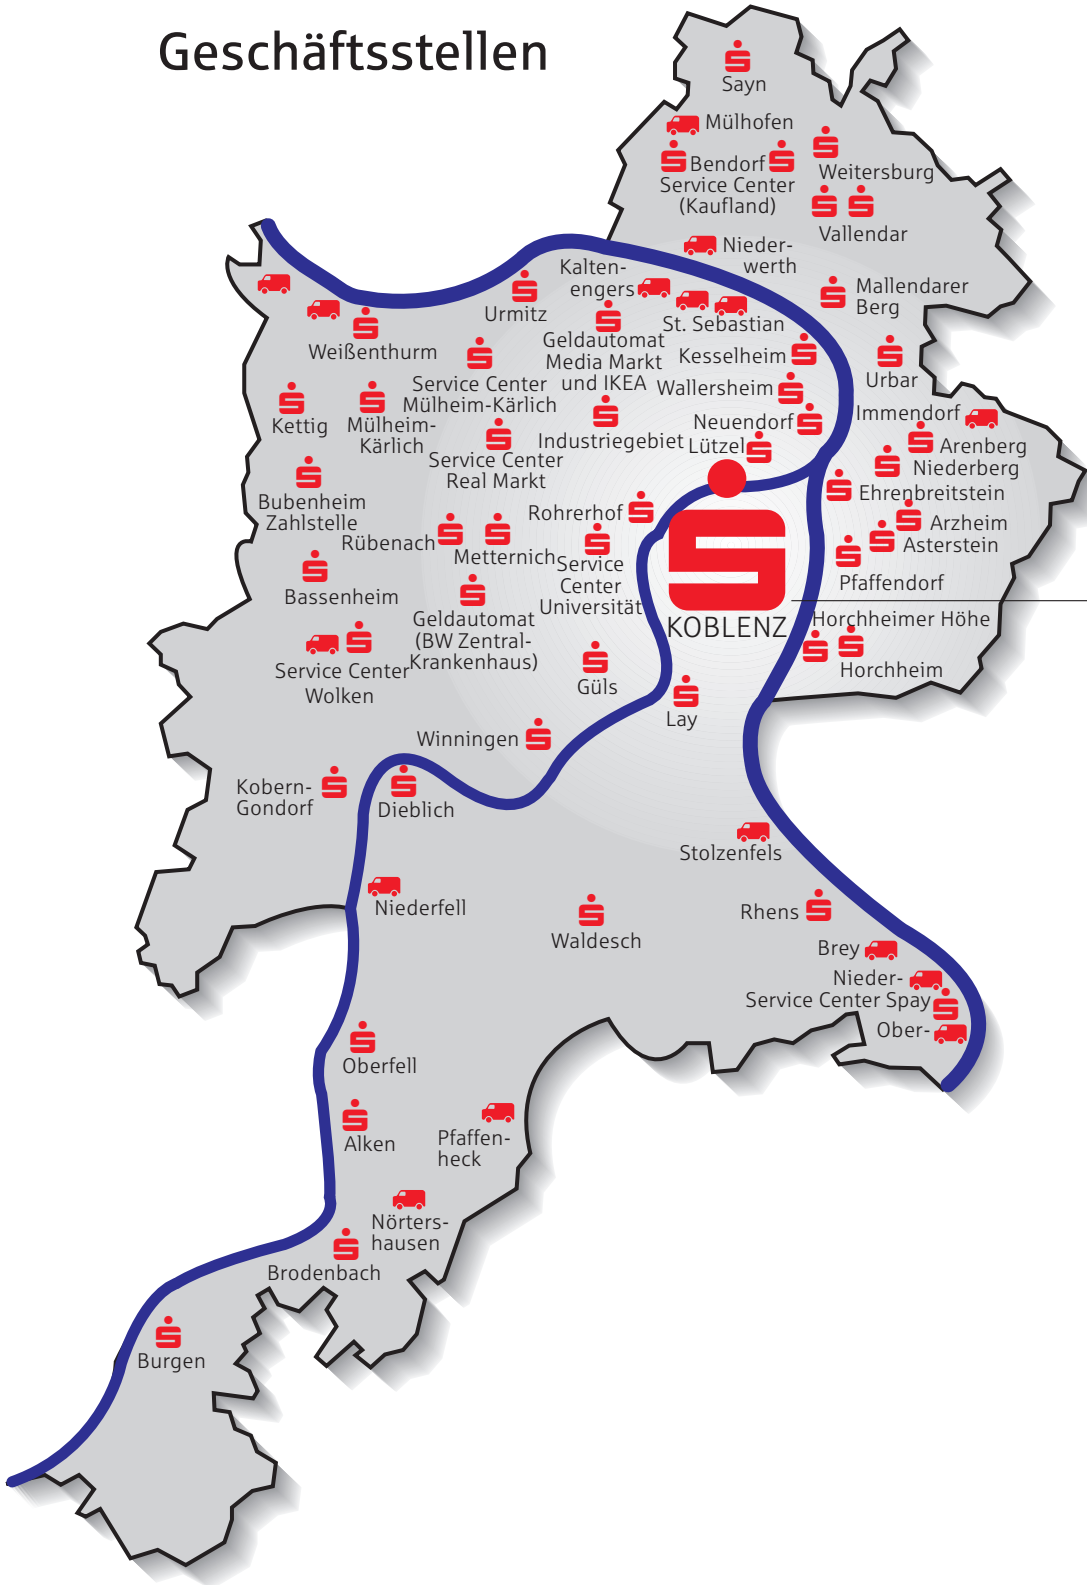 Geschäftsstellen
Sayn
Mülhofen
Bendorf
Service Center
(Kaufland)
Weitersburg
Vallendar
Nieder-
werth
Kalten-
engers
Mallendarer
Berg
Urmitz
St. Sebastian
Weißenthurm
Geldautomat
Media Markt
und IKEA
Kesselheim
Urbar
Service Center
Mülheim-Kärlich
Wallersheim
Kettig
Mülheim-
Kärlich
Neuendorf
Immendorf
Industriegebiet
Lützel
Arenberg
Service Center
Real Markt
Niederberg
Bubenheim
Zahlstelle
Ehrenbreitstein
Rohrerhof
Rübenach
Metternich
Arzheim
Asterstein
Service
Center
Universität
Pfaffendorf
Bassenheim
Geldautomat
(BW Zentral-
Krankenhaus)
KOBLENZ
Horchheimer Höhe
Service Center
Wolken
Güls
Horchheim
Lay
Winningen
Kobern-
Gondorf
Dieblich
Stolzenfels
Niederfell
Waldesch
Rhens
Brey
Nieder-
Service Center Spay
Ober-
Oberfell
Alken
Pfaffen-
heck
Nörters-
hausen
Brodenbach
Burgen